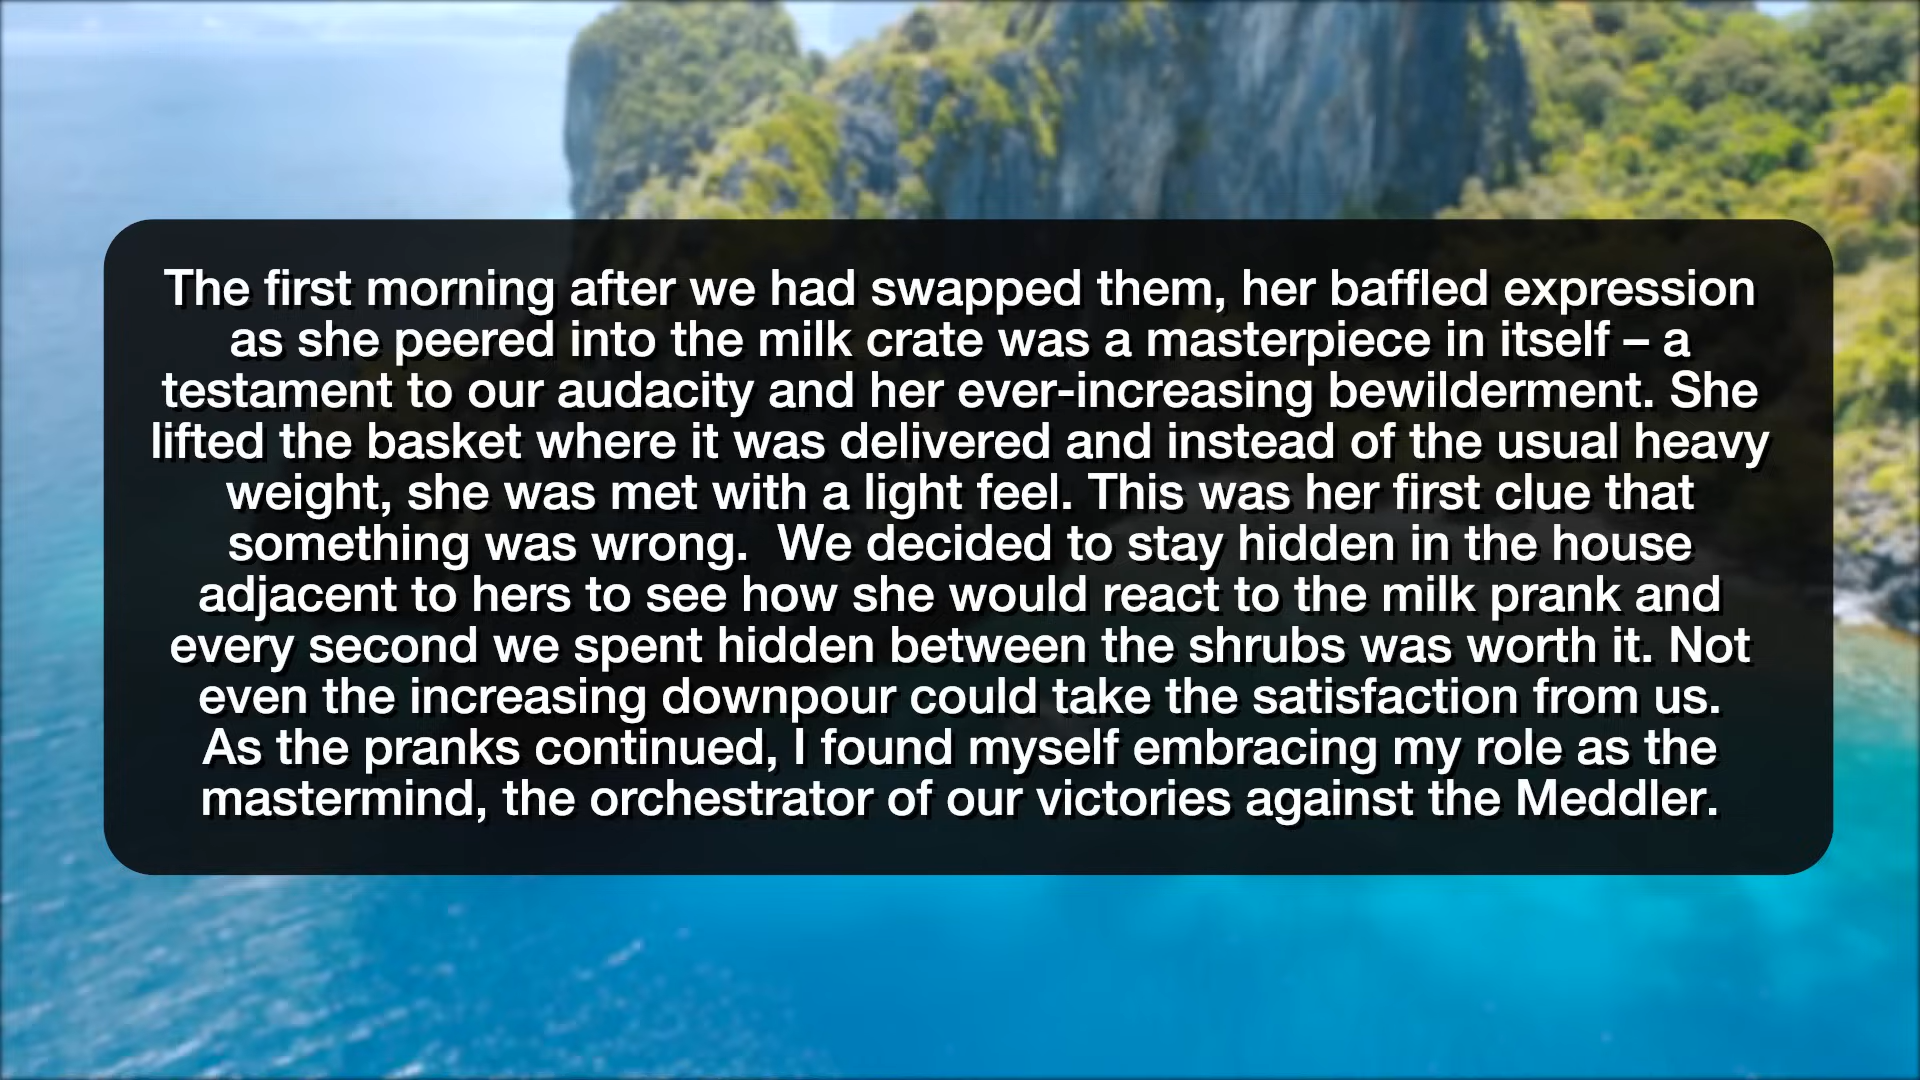 The first morning after we had swapped them, her baffled expression
as she peered into the milk crate was a masterpiece in itself – a
testament to our audacity and her ever-increasing bewilderment. She
lifted the basket where it was delivered and instead of the usual heavy
weight, she was met with a light feel. This was her first clue that
something was wrong.  We decided to stay hidden in the house
adjacent to hers to see how she would react to the milk prank and
every second we spent hidden between the shrubs was worth it. Not
even the increasing downpour could take the satisfaction from us.
As the pranks continued, I found myself embracing my role as the
mastermind, the orchestrator of our victories against the Meddler.